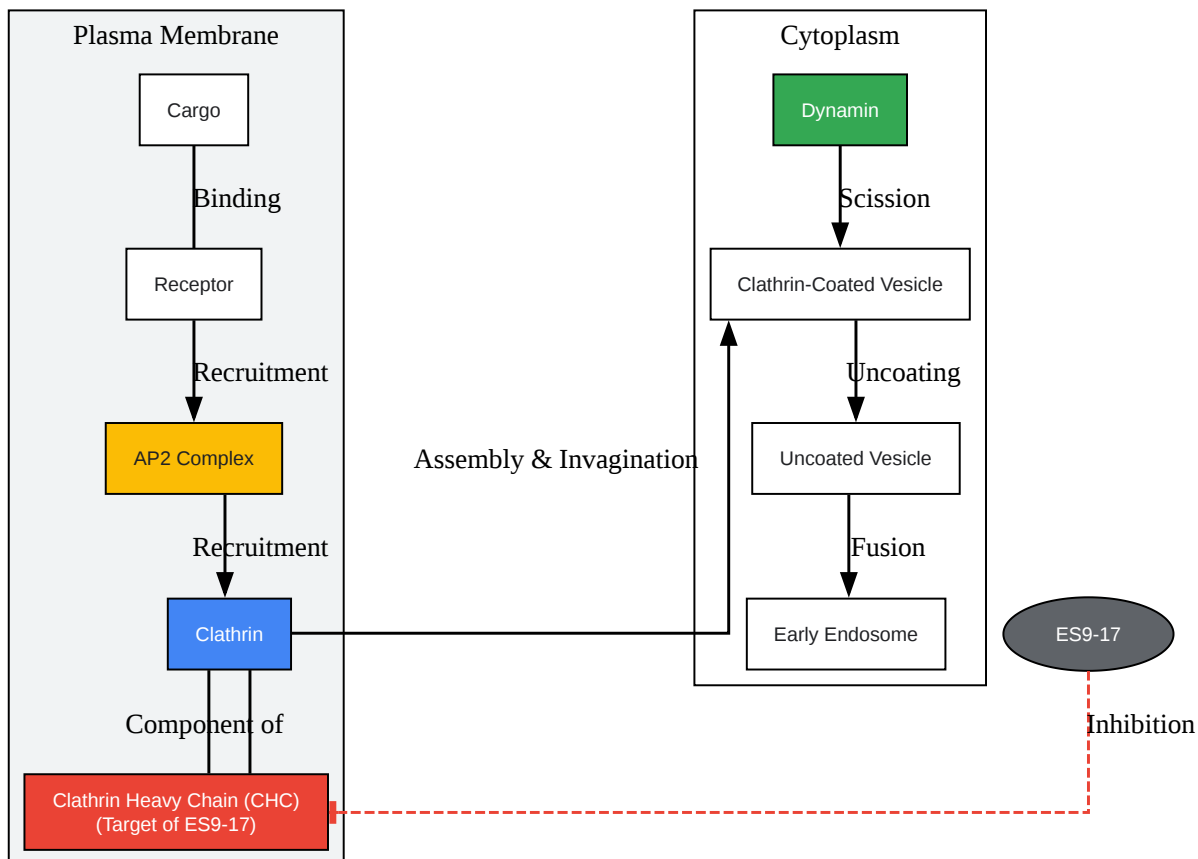 Plasma Membrane
Cargo
Binding
Receptor
Recruitment
AP2 Complex
Recruitment
Clathrin
Component of
Clathrin Heavy Chain (CHC)
(Target of ES9-17)
Assembly & Invagination
Cytoplasm
Dynamin
Scission
Clathrin-Coated Vesicle
Uncoating
Uncoated Vesicle
Fusion
Early Endosome
ES9-17
Inhibition